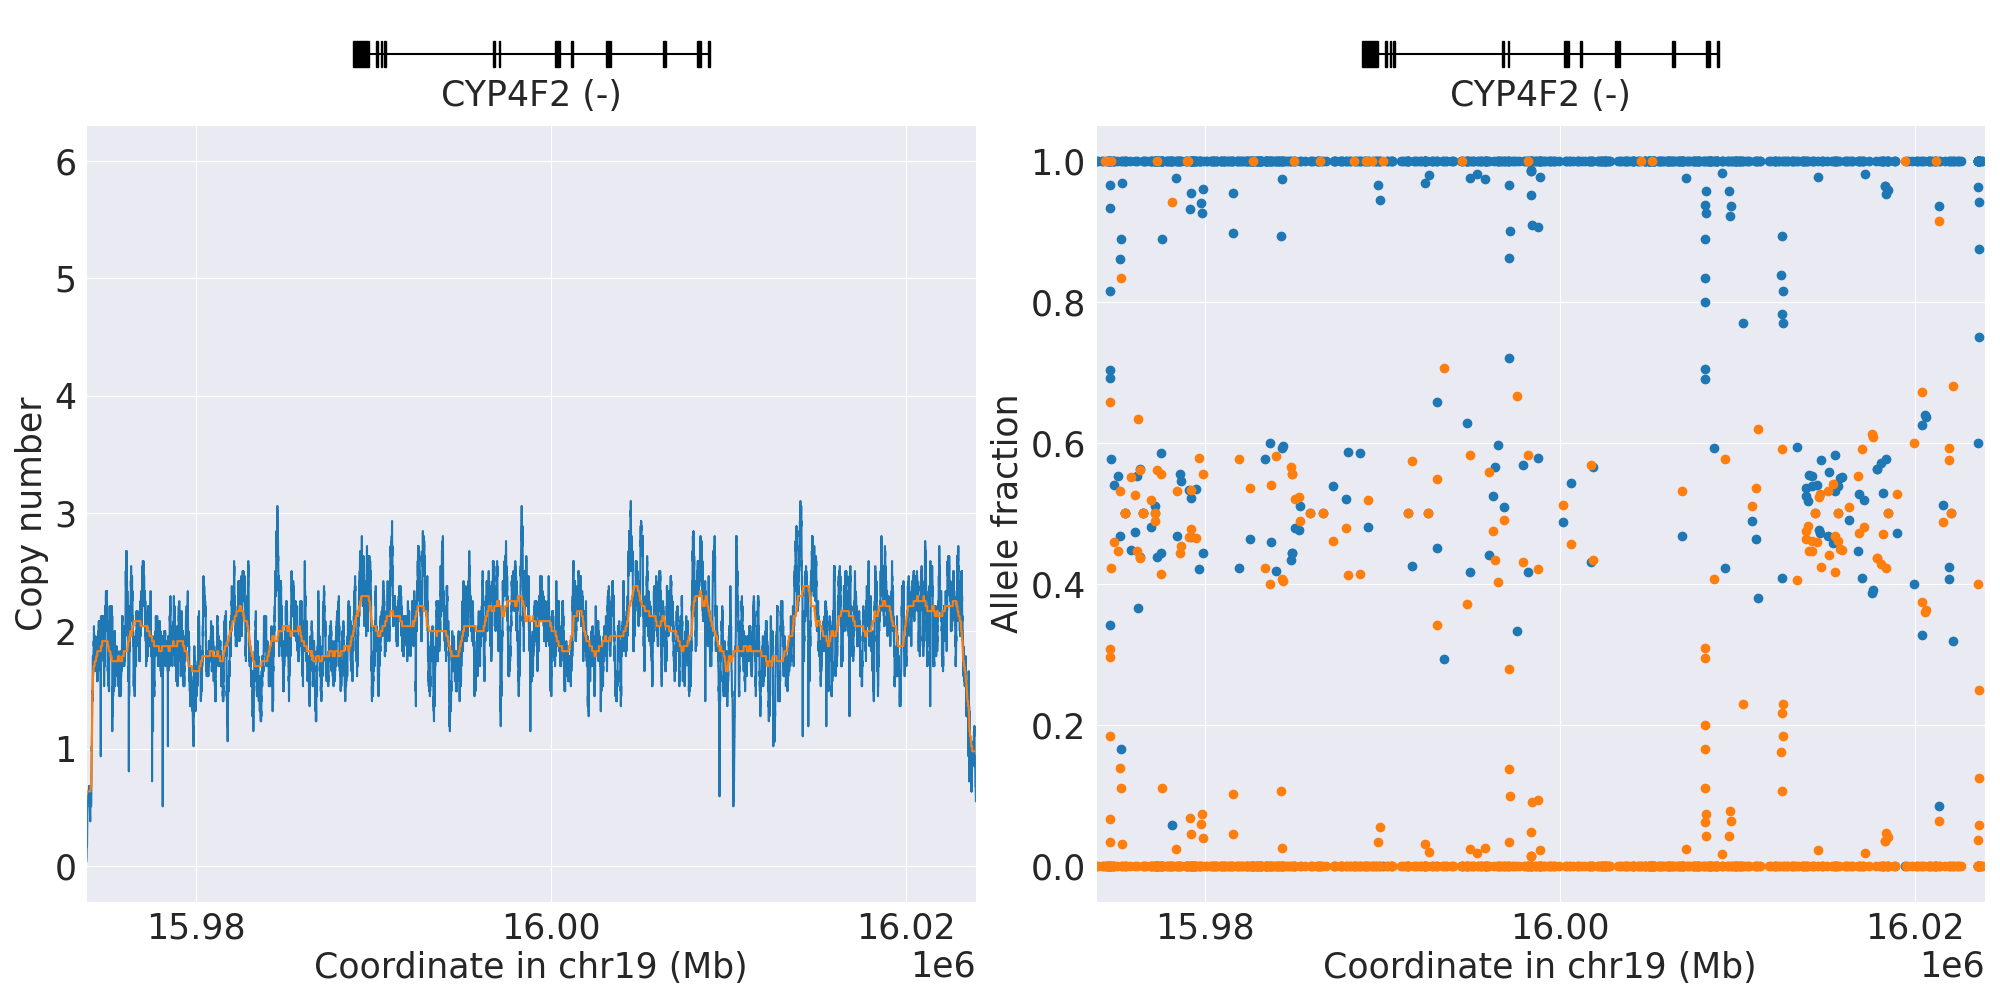 CYP4F2 (-)
6
5
4
3
2
1
0
Copy number
15.98
16.00
16.02
Coordinate in chr19 (Mb)
1e6
CYP4F2 (-)
1.0
0.8
0.6
0.4
0.2
0.0
Allele fraction
15.98
16.00
16.02
Coordinate in chr19 (Mb)
1e6